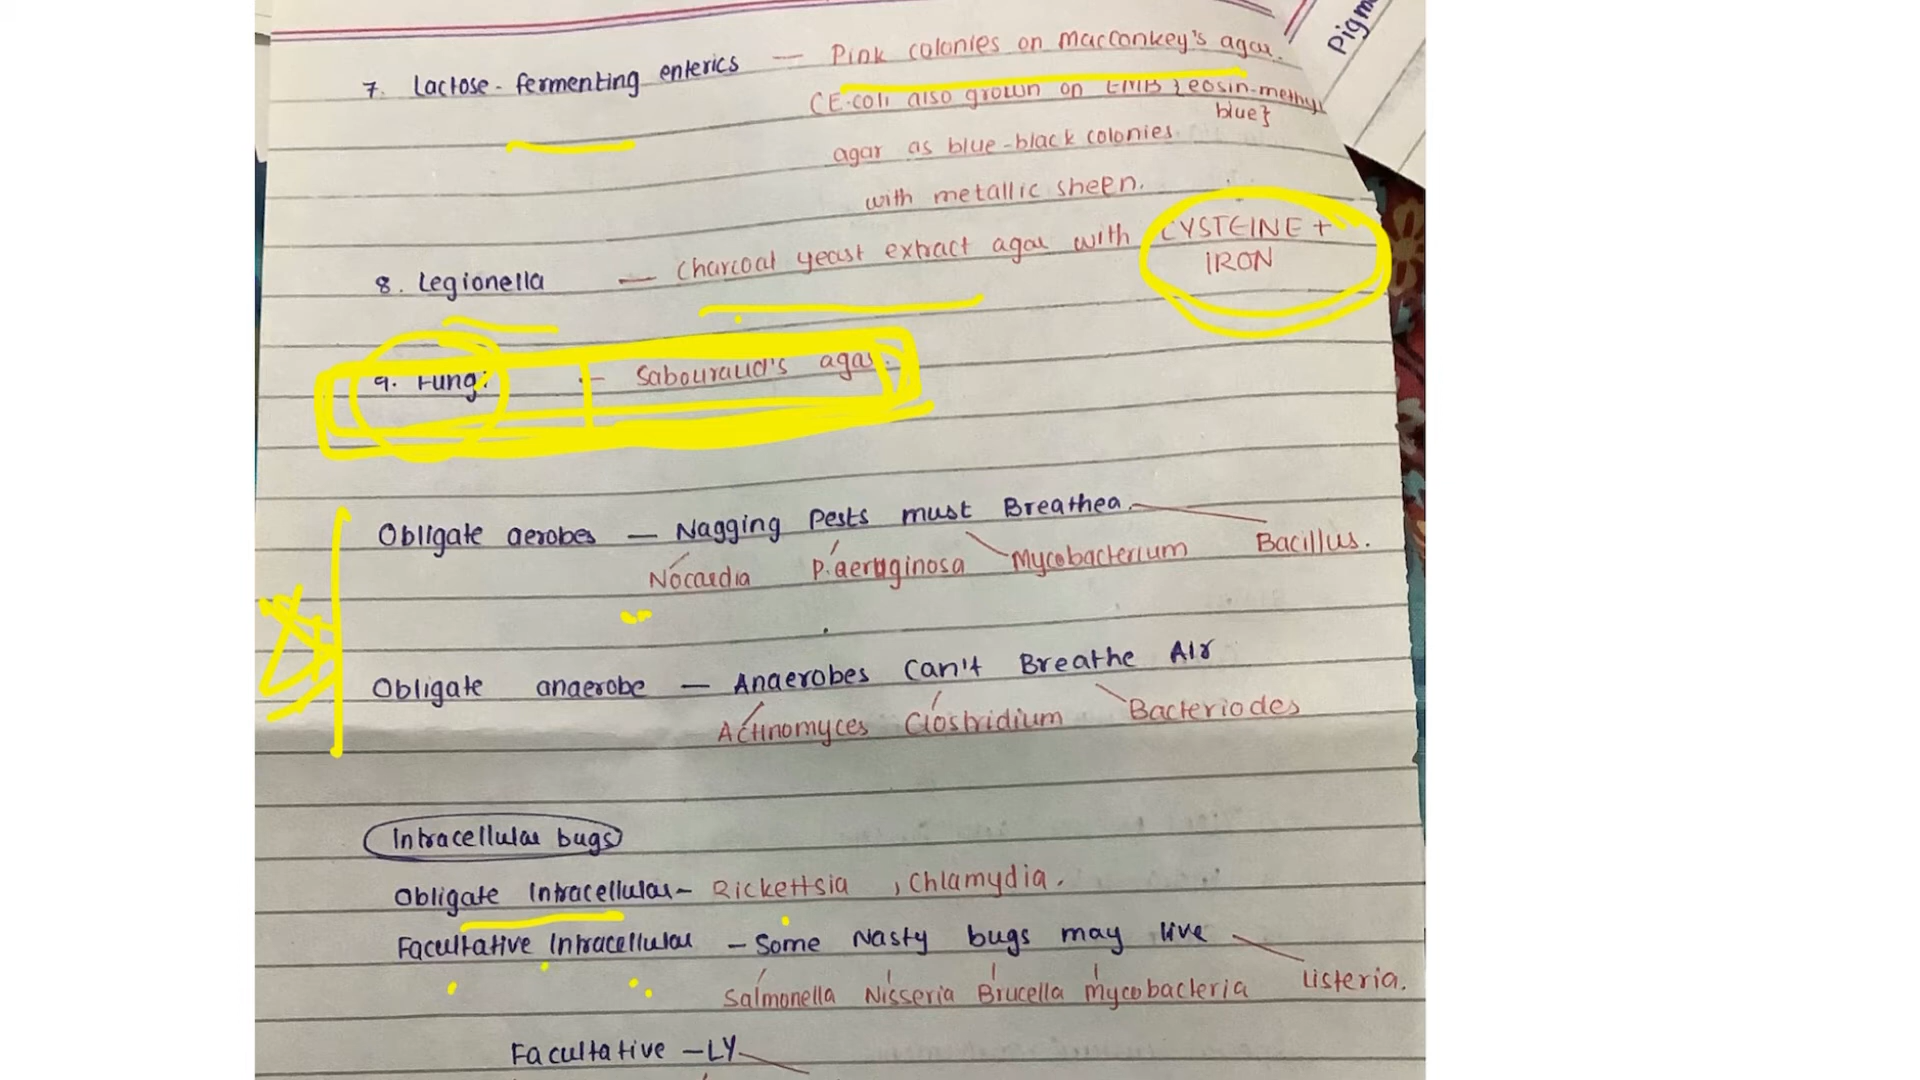 Pigm
7. Lactose-fermenting enterics — Pink colonies on MacConkey's agar.
(E.coli also grown on EMB {eosin-methyl
blue}
agar as blue-black colonies
with metallic sheen.
8. Legionella — Charcoal yeast extract agar with CYSTEINE +
IRON
9. Fungi — Sabouraud's agar.
Obligate aerobes — Nagging Pests must Breathea
Nocardia P.aeruginosa Mycobacterium Bacillus.
Obligate anaerobe — Anaerobes Can't Breathe Air
Actinomyces Clostridium Bacteriodes
Intracellular bugs
Obligate Intracellular — Rickettsia , Chlamydia.
Facultative Intracellular — Some Nasty bugs may live
Salmonella Nisseria Brucella Mycobacteria Listeria.
Facultative — LY